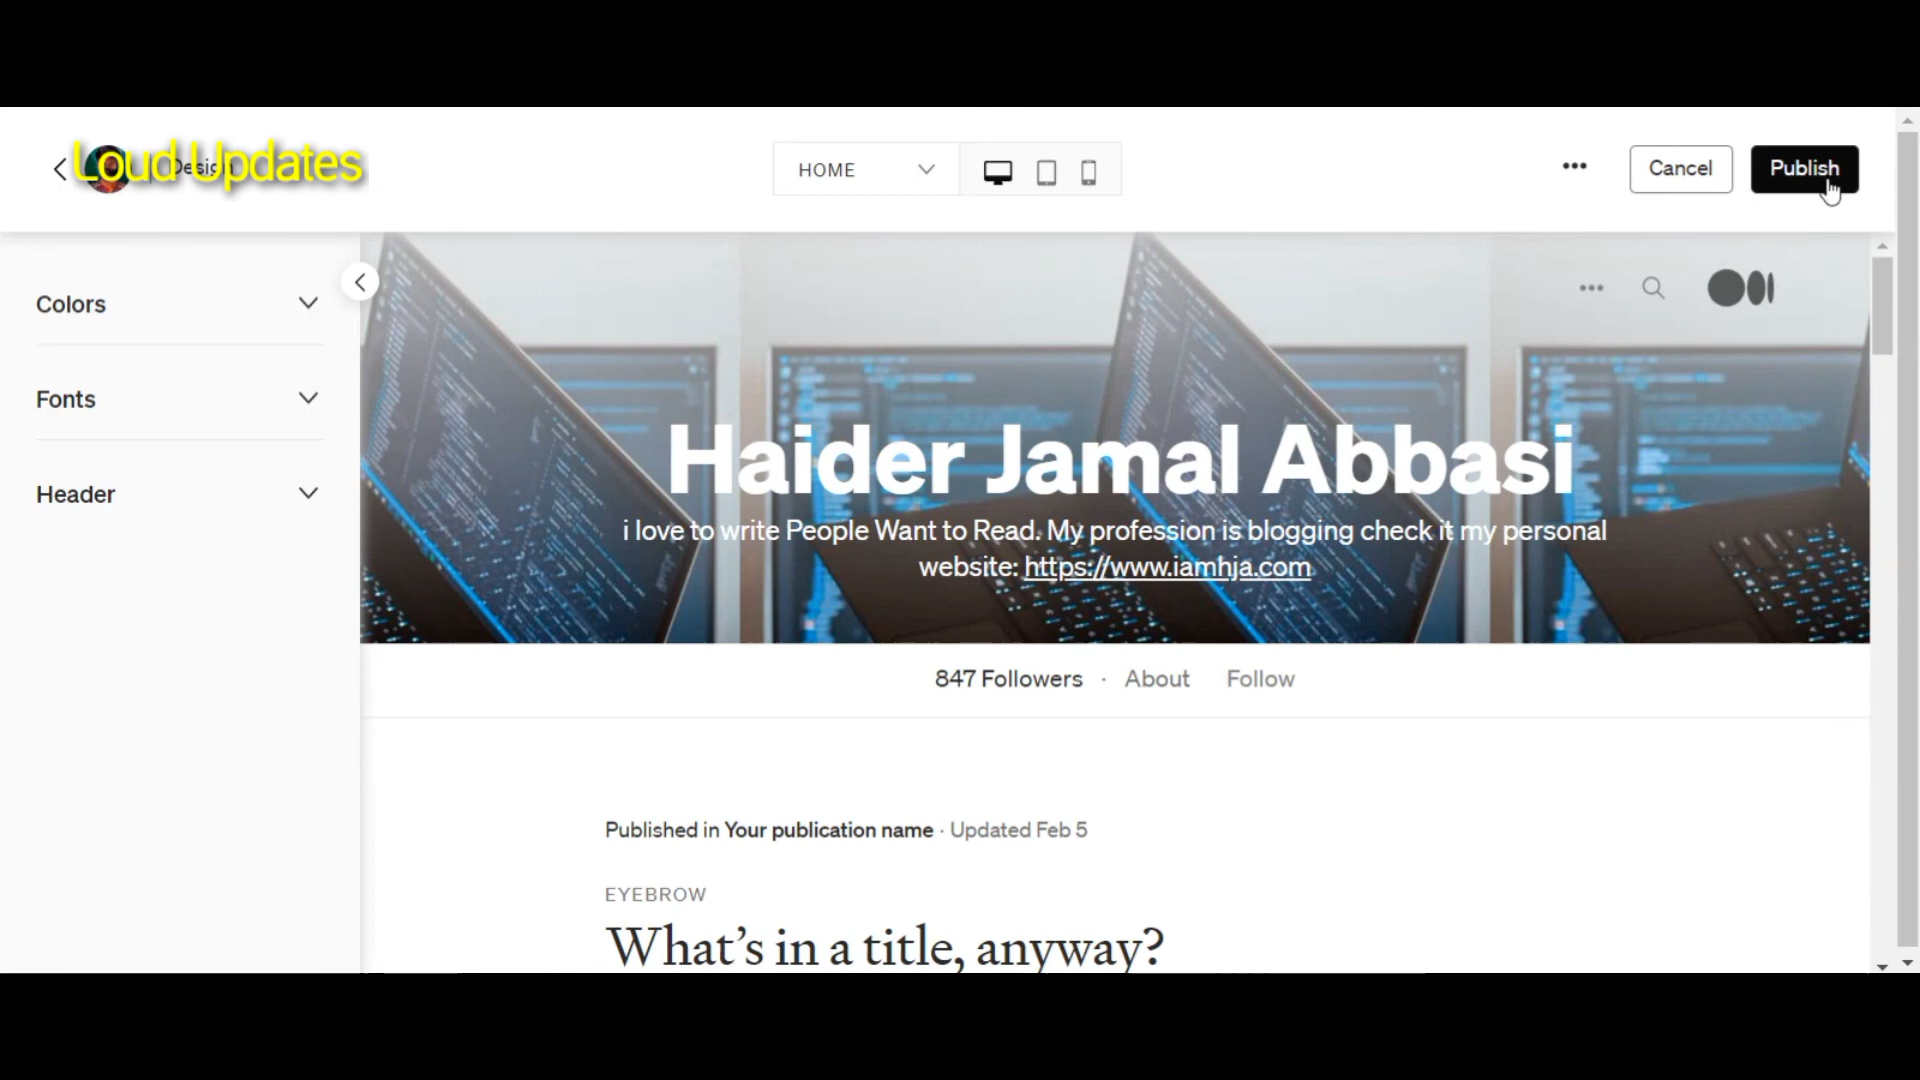 Loud Updates
Design
HOME
Cancel
Publish
Colors
Fonts
Header
Haider Jamal Abbasi
i love to write People Want to Read. My profession is blogging check it my personal
website: https://www.iamhja.com
847 Followers · About Follow
Published in Your publication name · Updated Feb 5
EYEBROW
What's in a title, anyway?